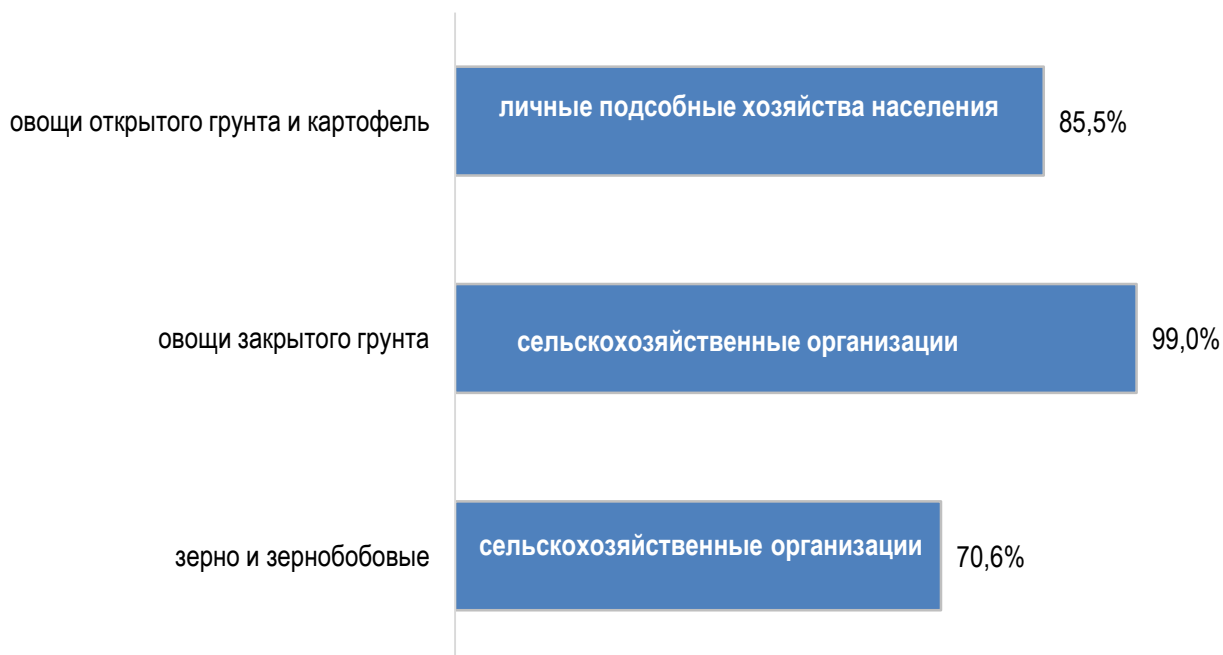 овощи открытого грунта и картофель
личные подсобные хозяйства населения
85,5%
овощи закрытого грунта
сельскохозяйственные организации
99,0%
зерно и зернобобовые
сельскохозяйственные организации
70,6%